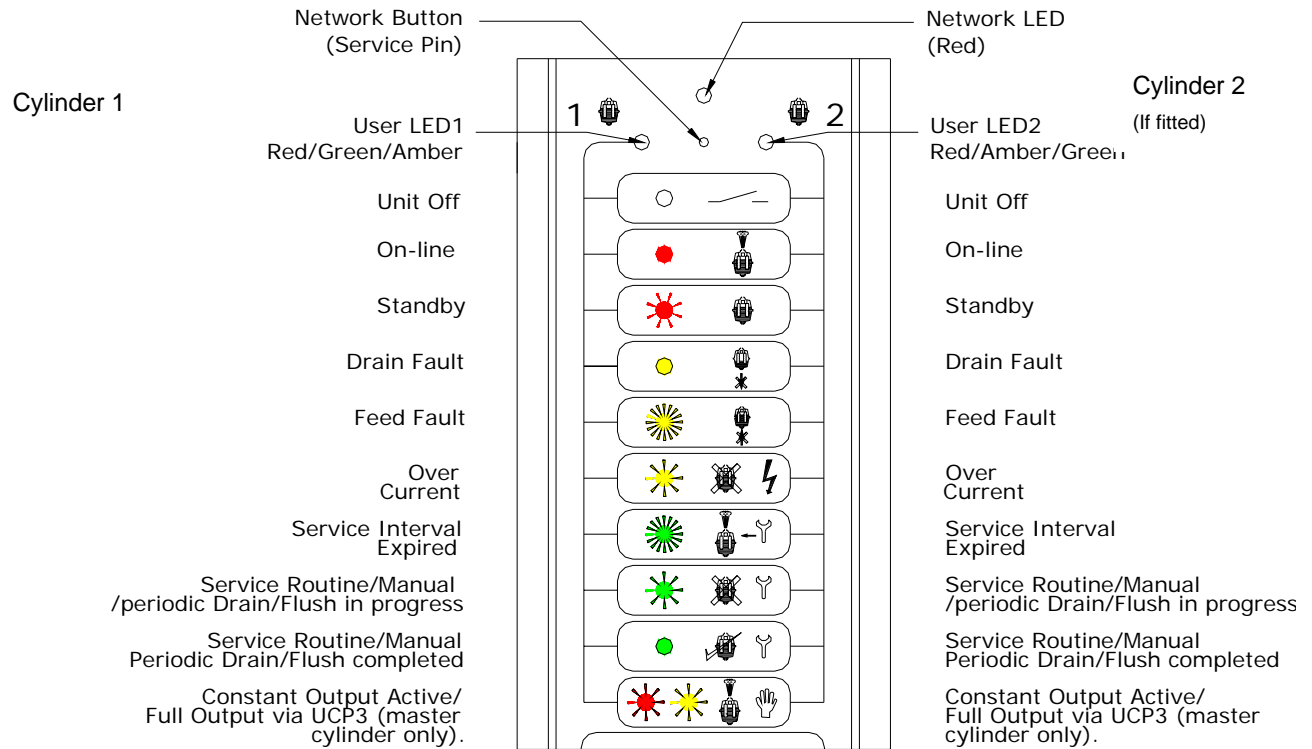 Network Button
(Service Pin)
Network LED
(Red)
Cylinder 1
Cylinder 2
(If fitted)
1
2
User LED1
Red/Green/Amber
User LED2
Red/Amber/Green
Unit Off
Unit Off
On-line
On-line
Standby
Standby
Drain Fault
Drain Fault
Feed Fault
Feed Fault
Over
Current
Over
Current
Service Interval
Expired
Service Interval
Expired
Service Routine/Manual
/periodic Drain/Flush in progress
Service Routine/Manual
/periodic Drain/Flush in progress
Service Routine/Manual
Periodic Drain/Flush completed
Service Routine/Manual
Periodic Drain/Flush completed
Constant Output Active/
Full Output via UCP3 (master
cylinder only).
Constant Output Active/
Full Output via UCP3 (master
cylinder only).